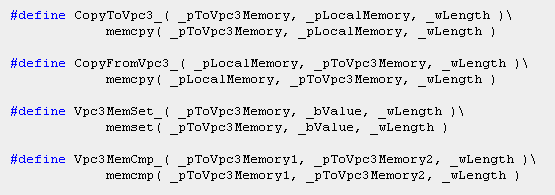 #define CopyToVpc3_( _pToVpc3Memory, _pLocalMemory, _wLength )\
memcpy( _pToVpc3Memory, _pLocalMemory, _wLength )
#define CopyFromVpc3_( _pLocalMemory, _pToVpc3Memory, _wLength )\
memcpy( _pLocalMemory, _pToVpc3Memory, _wLength )
#define Vpc3MemSet_( _pToVpc3Memory, _bValue, _wLength )\
memset( _pToVpc3Memory, _bValue, _wLength )
#define Vpc3MemCmp_( _pToVpc3Memory1, _pToVpc3Memory2, _wLength )\
memcmp( _pToVpc3Memory1, _pToVpc3Memory2, _wLength )